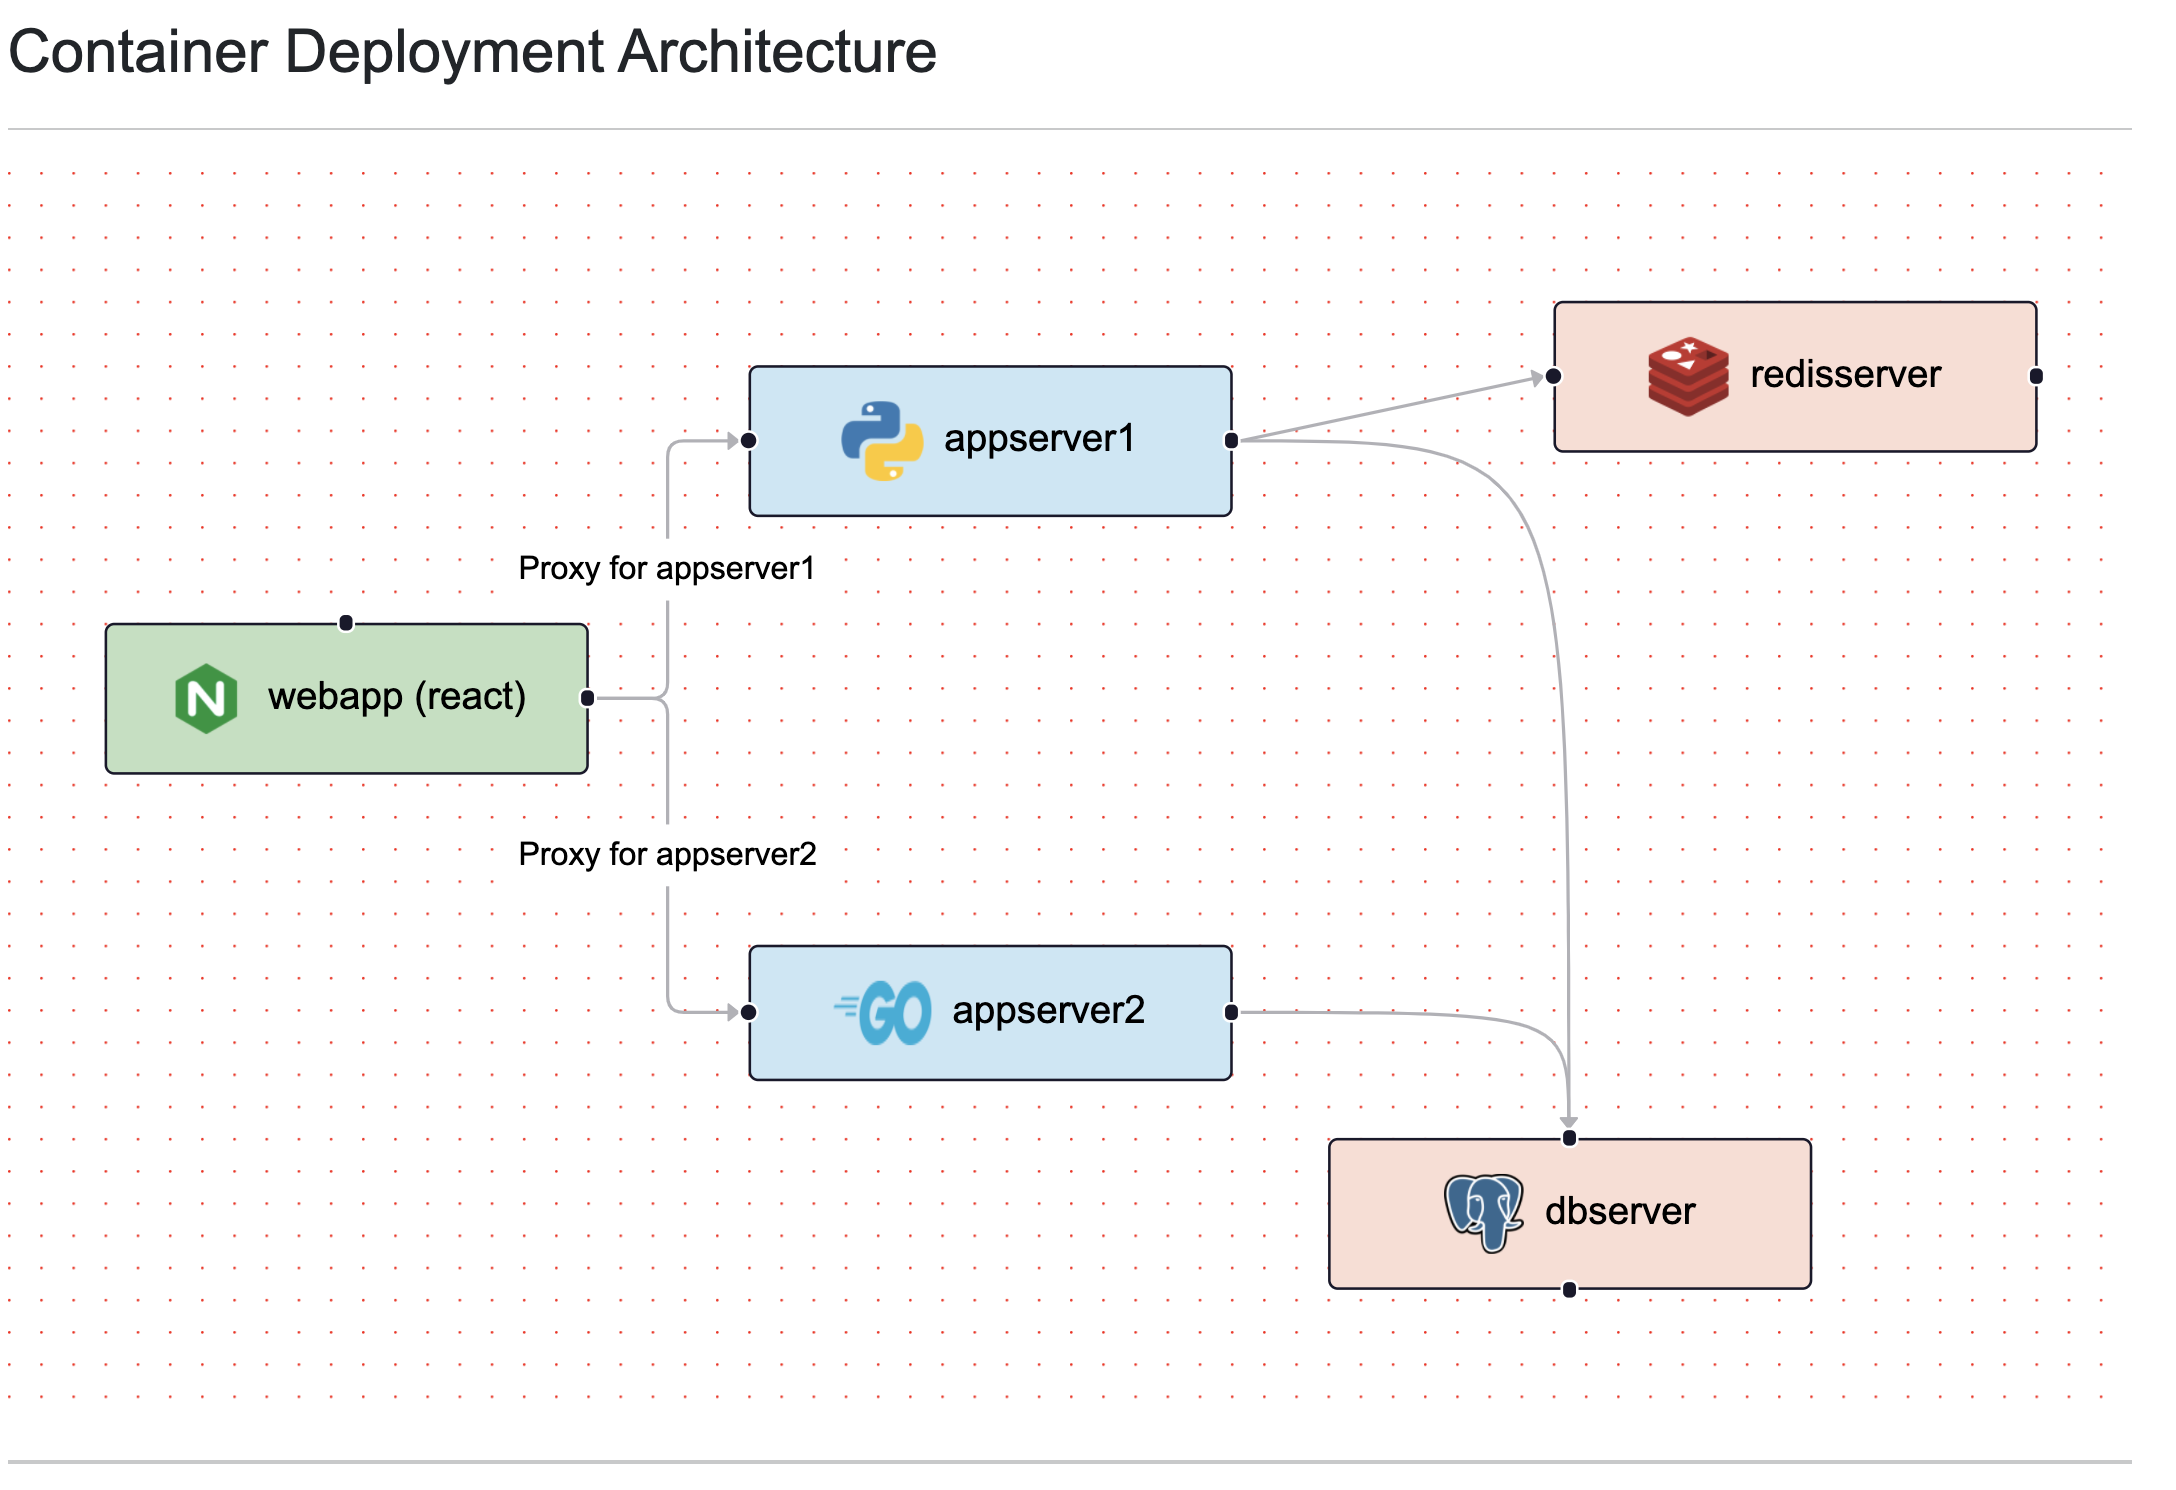 Container Deployment Architecture
redisserver
appserver1
Proxy for appserver1
N webapp (react)
Proxy for appserver2
GO appserver2
dbserver